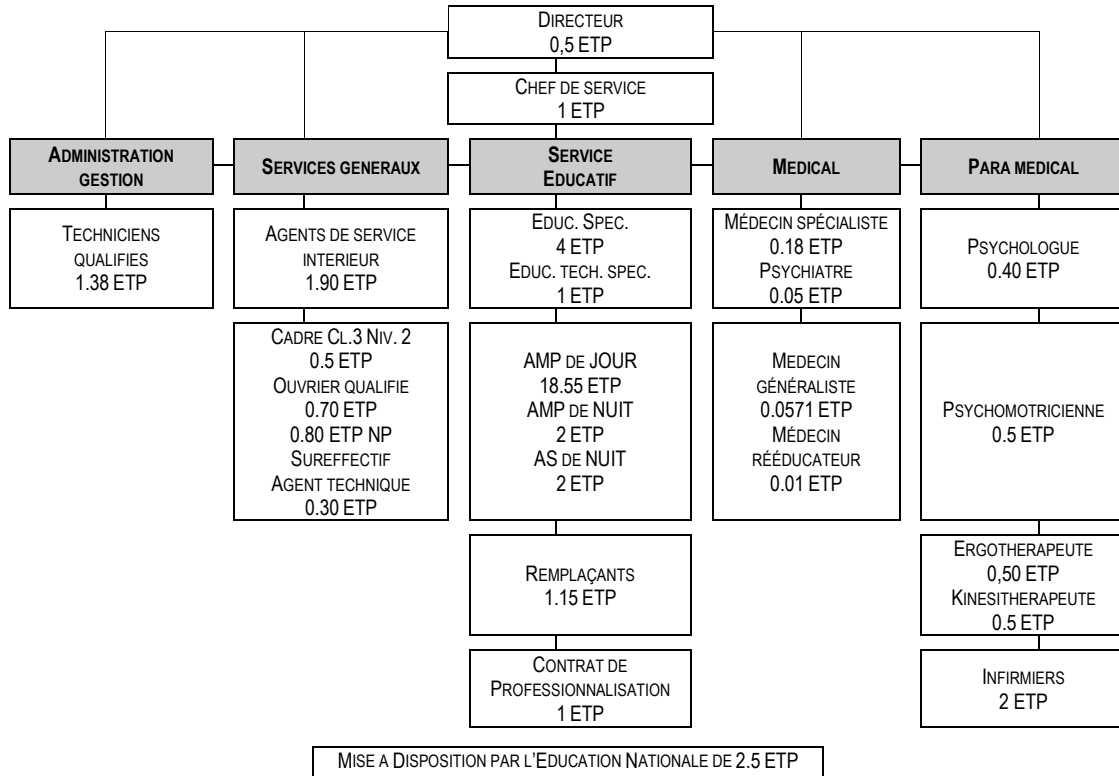 DIRECTEUR
0,5 ETP
CHEF DE SERVICE
1 ETP
ADMINISTRATION
GESTION
SERVICES GENERAUX
SERVICE
EDUCATIF
MEDICAL
PARA MEDICAL
TECHNICIENS
QUALIFIES
1.38 ETP
AGENTS DE SERVICE
INTERIEUR
1.90 ETP
EDUC. SPEC.
4 ETP
EDUC. TECH. SPEC.
1 ETP
MÉDECIN SPÉCIALISTE
0.18 ETP
PSYCHIATRE
0.05 ETP
PSYCHOLOGUE
0.40 ETP
CADRE CL.3 NIV. 2
0.5 ETP
OUVRIER QUALIFIE
0.70 ETP
0.80 ETP NP
SUREFFECTIF
AGENT TECHNIQUE
0.30 ETP
AMP DE JOUR
18.55 ETP
AMP DE NUIT
2 ETP
AS DE NUIT
2 ETP
MEDECIN
GÉNÉRALISTE
0.0571 ETP
MÉDECIN
RÉÉDUCATEUR
0.01 ETP
PSYCHOMOTRICIENNE
0.5 ETP
REMPLAÇANTS
1.15 ETP
ERGOTHERAPEUTE
0,50 ETP
KINESITHERAPEUTE
0.5 ETP
CONTRAT DE
PROFESSIONNALISATION
1 ETP
INFIRMIERS
2 ETP
MISE A DISPOSITION PAR L'EDUCATION NATIONALE DE 2.5 ETP